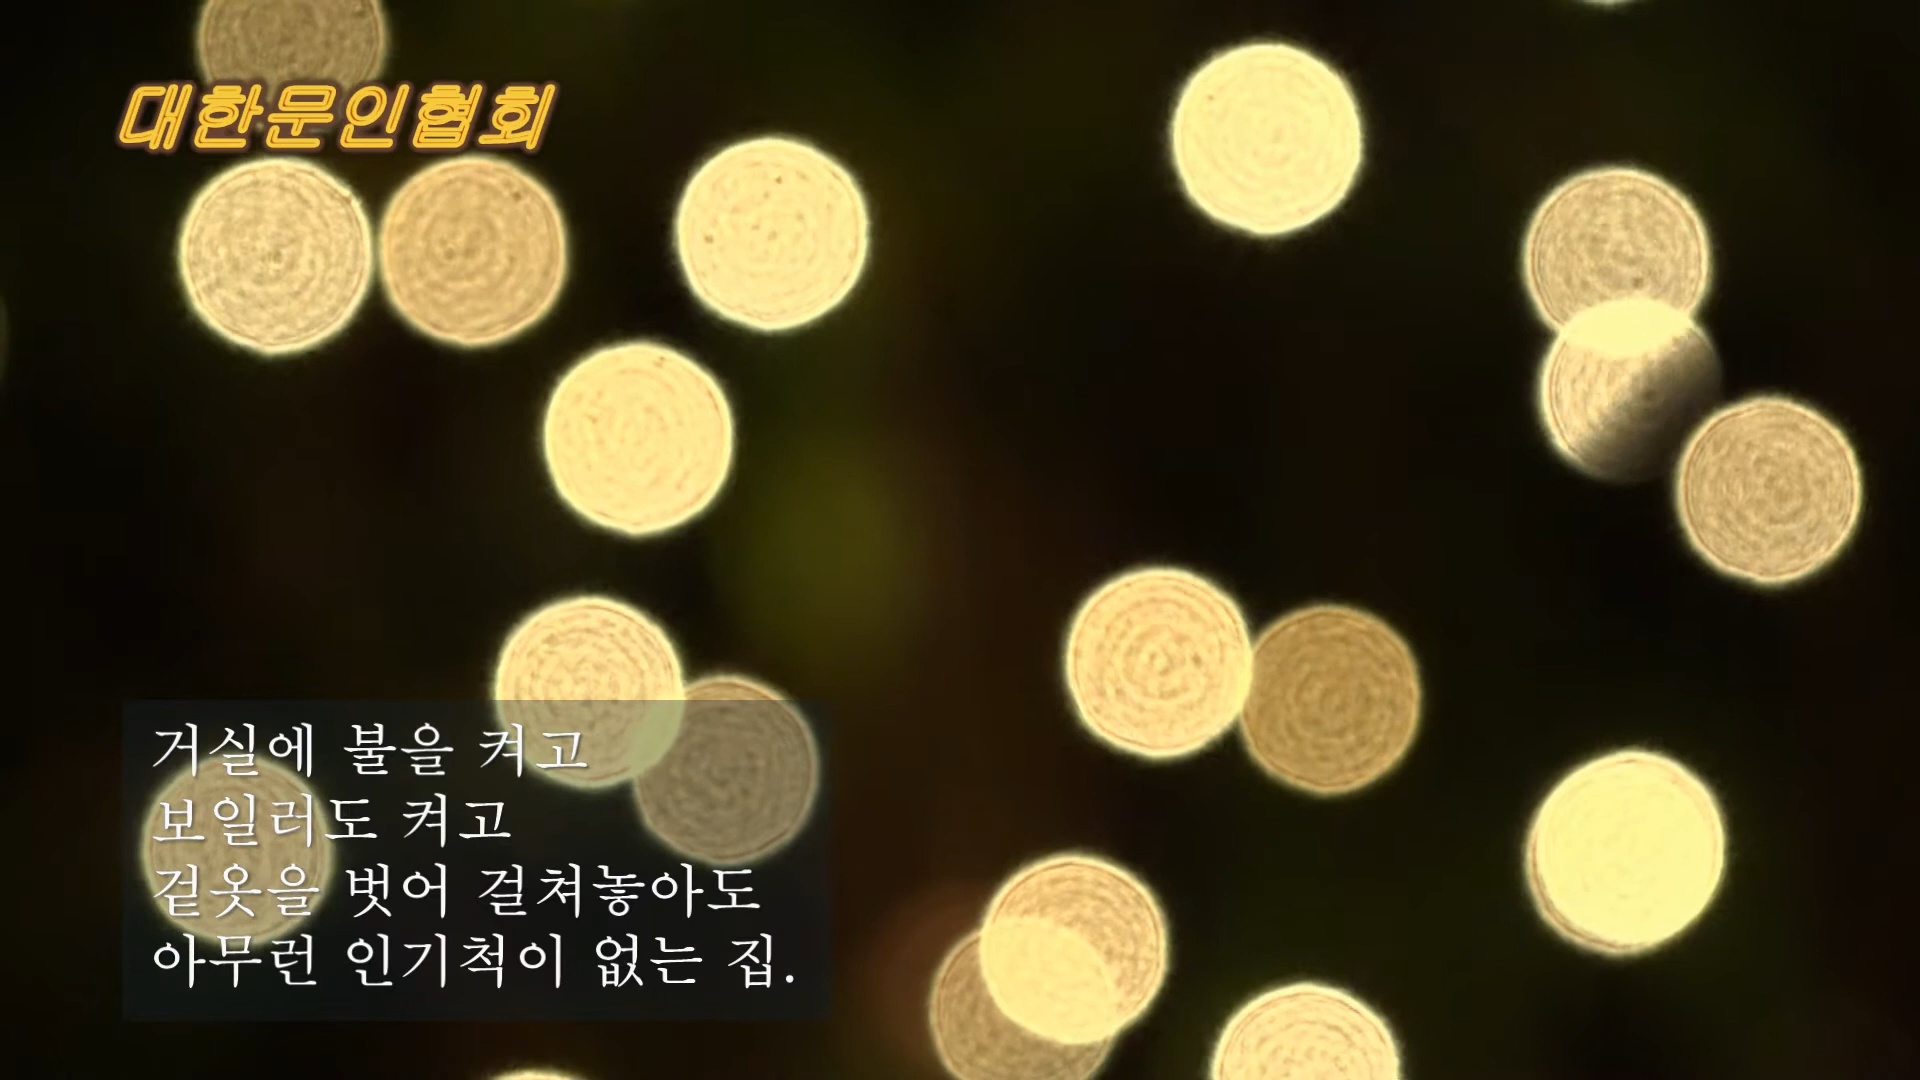 대한문인협회
거실에 불을 켜고
보일러도 켜고
겉옷을 벗어 걸쳐놓아도
아무런 인기척이 없는 집.